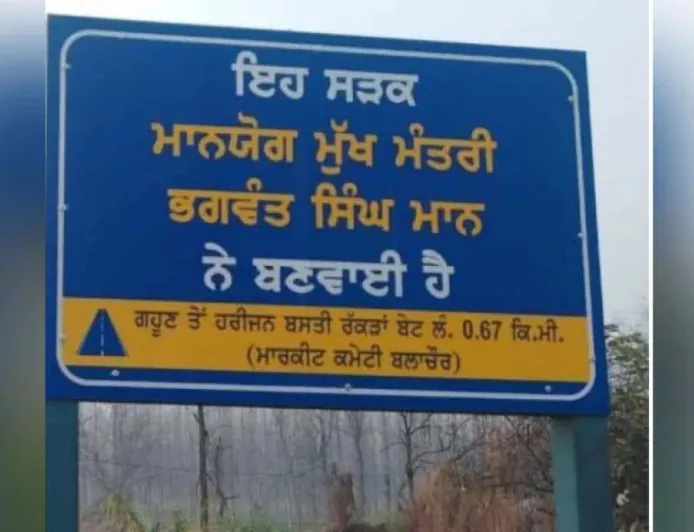 ਇਹ ਸੜਕ
ਮਾਨਯੋਗ ਮੁੱਖ ਮੰਤਰੀ
ਭਗਵੰਤ ਸਿੰਘ ਮਾਨ
ਨੇ ਬਣਵਾਈ ਹੈ
ਗਹੂਣ ਤੋਂ ਹਰੀਜਨ ਬਸਤੀ ਰੱਕੜਾਂ ਬੇਟ ਲੰ. 0.67 ਕਿ.ਮੀ.
(ਮਾਰਕੀਟ ਕਮੇਟੀ ਬਲਾਚੌਰ)